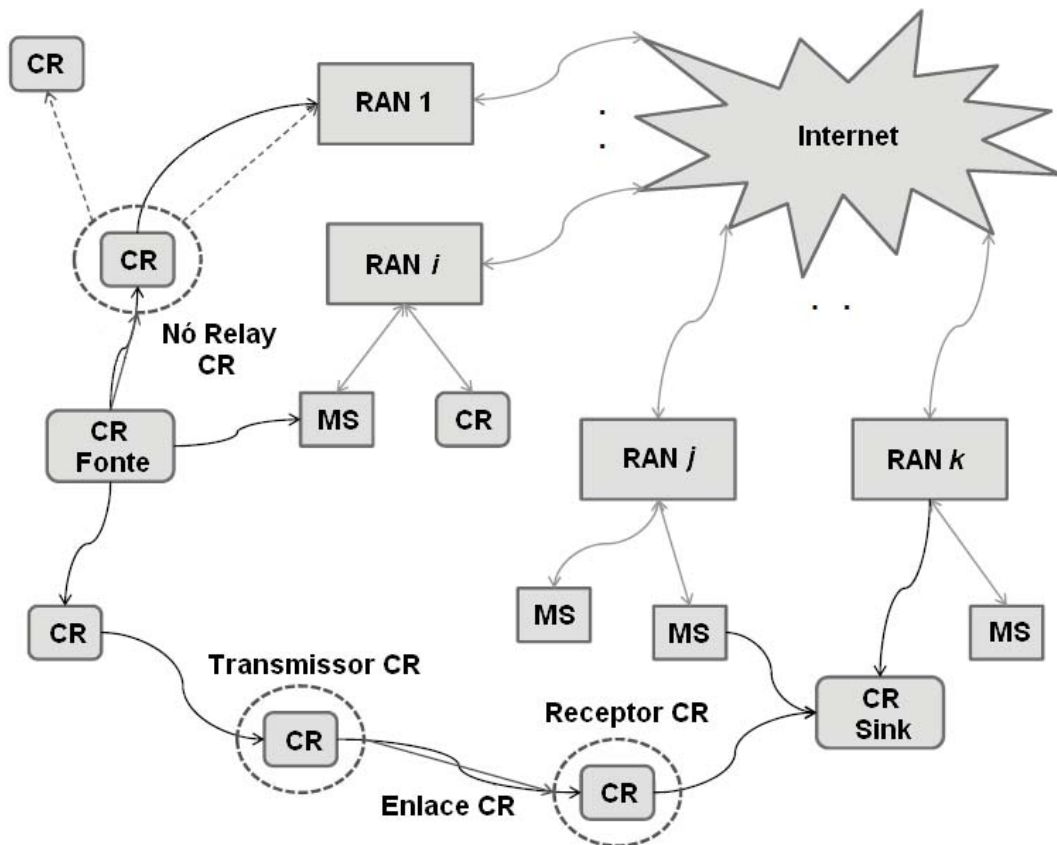 CR
RAN 1
Internet
CR
RAN i
Nó Relay
CR
MS
CR
CR
Fonte
RAN j
RAN k
CR
MS
MS
MS
Transmissor CR
CR
Receptor CR
CR
Sink
Enlace CR
CR